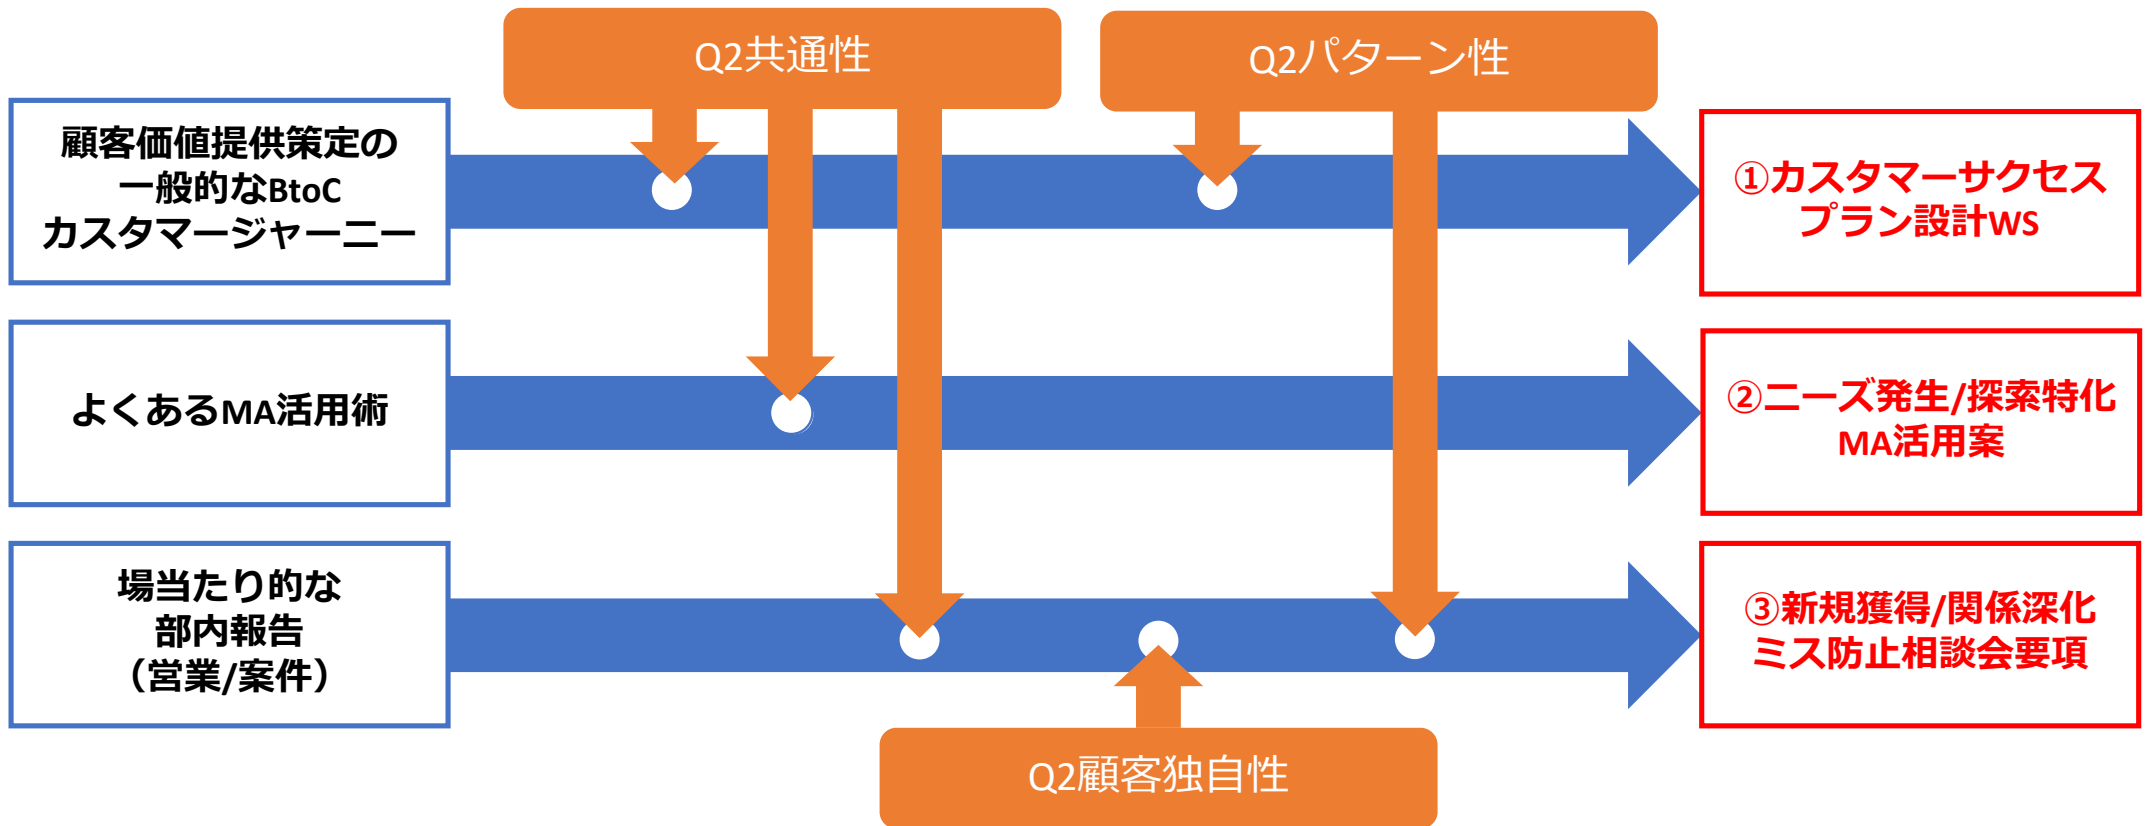 Q2共通性
Q2パターン性
顧客価値提供策定の
一般的なBtoC
カスタマージャーニー
①カスタマーサクセス
プラン設計WS
よくあるMA活用術
②ニーズ発生/探索特化
MA活用案
場当たり的な
部内報告
（営業/案件）
③新規獲得/関係深化
ミス防止相談会要項
Q2顧客独自性